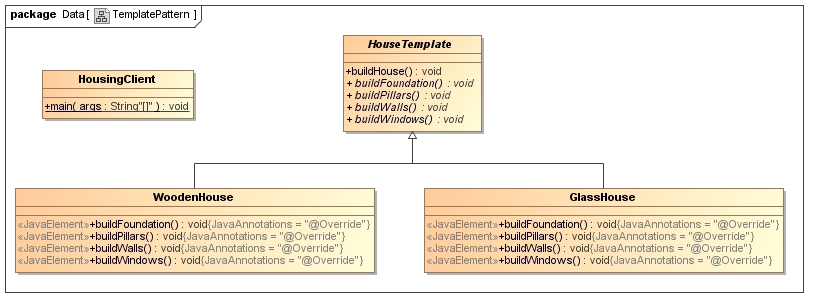 package Data [ TemplatePattern ]
HouseTemplate
+buildHouse() : void
+ buildFoundation() : void
+ buildPillars() : void
+ buildWalls() : void
+ buildWindows() : void
HousingClient
+main( args : String"[]" ) : void
WoodenHouse
«JavaElement»+buildFoundation() : void{JavaAnnotations = "@Override"}
«JavaElement»+buildPillars() : void{JavaAnnotations = "@Override"}
«JavaElement»+buildWalls() : void{JavaAnnotations = "@Override"}
«JavaElement»+buildWindows() : void{JavaAnnotations = "@Override"}
GlassHouse
«JavaElement»+buildFoundation() : void{JavaAnnotations = "@Override"}
«JavaElement»+buildPillars() : void{JavaAnnotations = "@Override"}
«JavaElement»+buildWalls() : void{JavaAnnotations = "@Override"}
«JavaElement»+buildWindows() : void{JavaAnnotations = "@Override"}